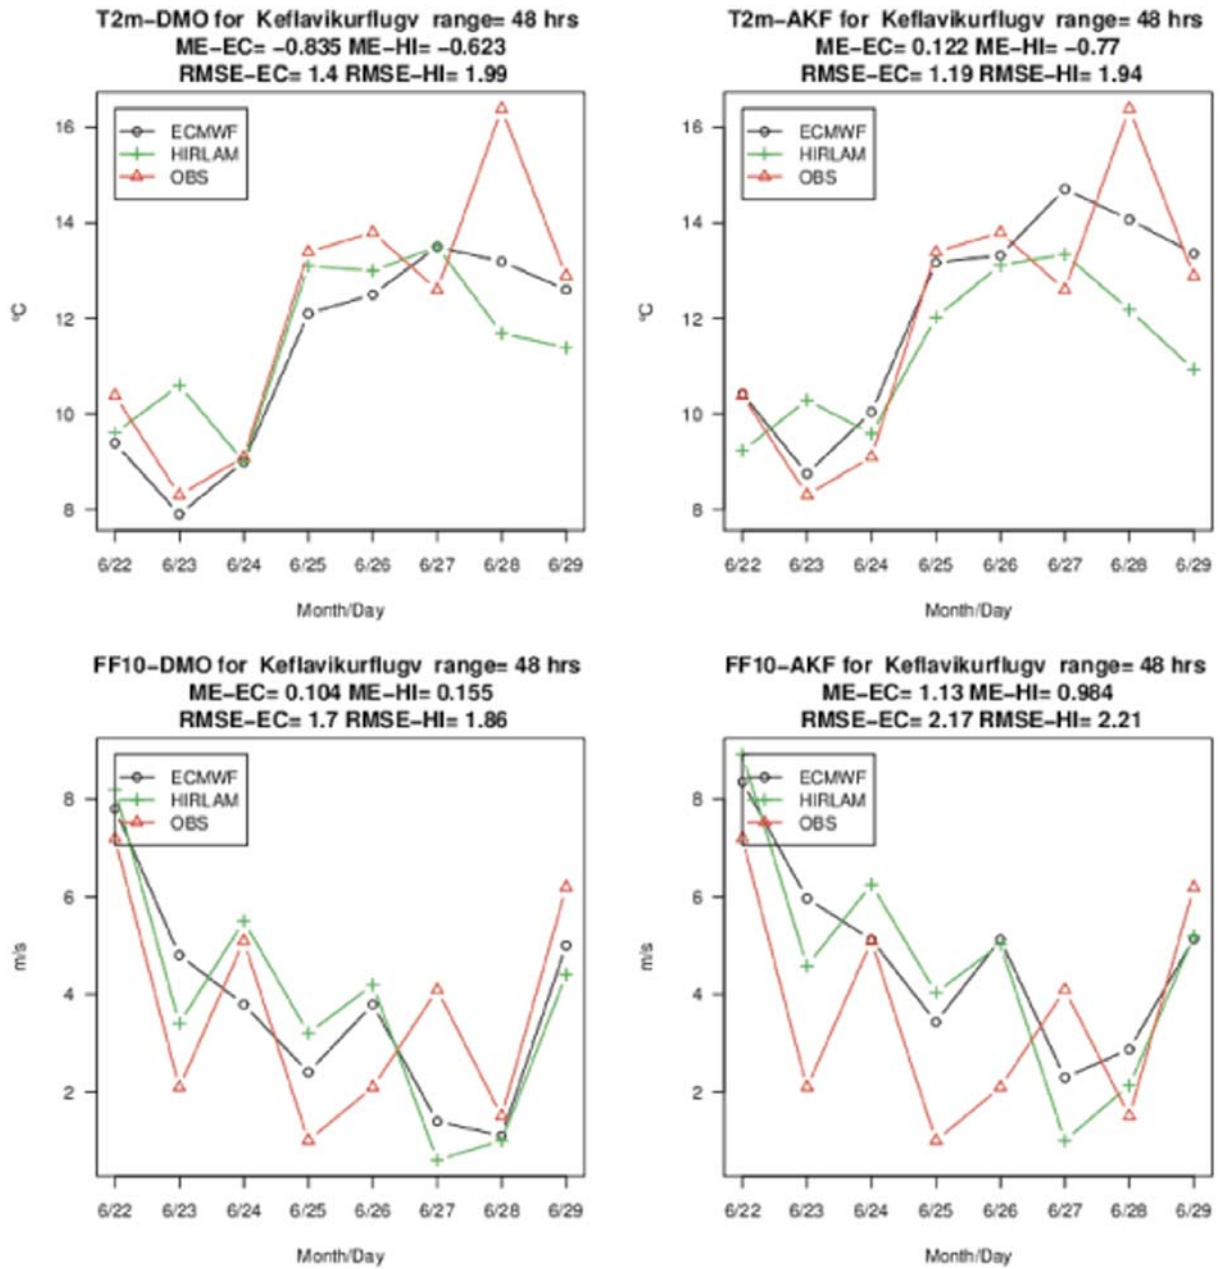 T2m-DMO for Keflavikurflugv range= 48 hrs
ME-EC= -0.835 ME-HI= -0.623
RMSE-EC= 1.4 RMSE-HI= 1.99
16
14
12
10
8
°C
ECMWF
HIRLAM
OBS
6/22 6/23 6/24 6/25 6/26 6/27 6/28 6/29
Month/Day
T2m-AKF for Keflavikurflugv range= 48 hrs
ME-EC= 0.122 ME-HI= -0.77
RMSE-EC= 1.19 RMSE-HI= 1.94
16
14
12
10
8
°C
ECMWF
HIRLAM
OBS
6/22 6/23 6/24 6/25 6/26 6/27 6/28 6/29
Month/Day
FF10-DMO for Keflavikurflugv range= 48 hrs
ME-EC= 0.104 ME-HI= 0.155
RMSE-EC= 1.7 RMSE-HI= 1.86
8
6
4
2
m/s
ECMWF
HIRLAM
OBS
6/22 6/23 6/24 6/25 6/26 6/27 6/28 6/29
Month/Day
FF10-AKF for Keflavikurflugv range= 48 hrs
ME-EC= 1.13 ME-HI= 0.984
RMSE-EC= 2.17 RMSE-HI= 2.21
8
6
4
2
m/s
ECMWF
HIRLAM
OBS
6/22 6/23 6/24 6/25 6/26 6/27 6/28 6/29
Month/Day